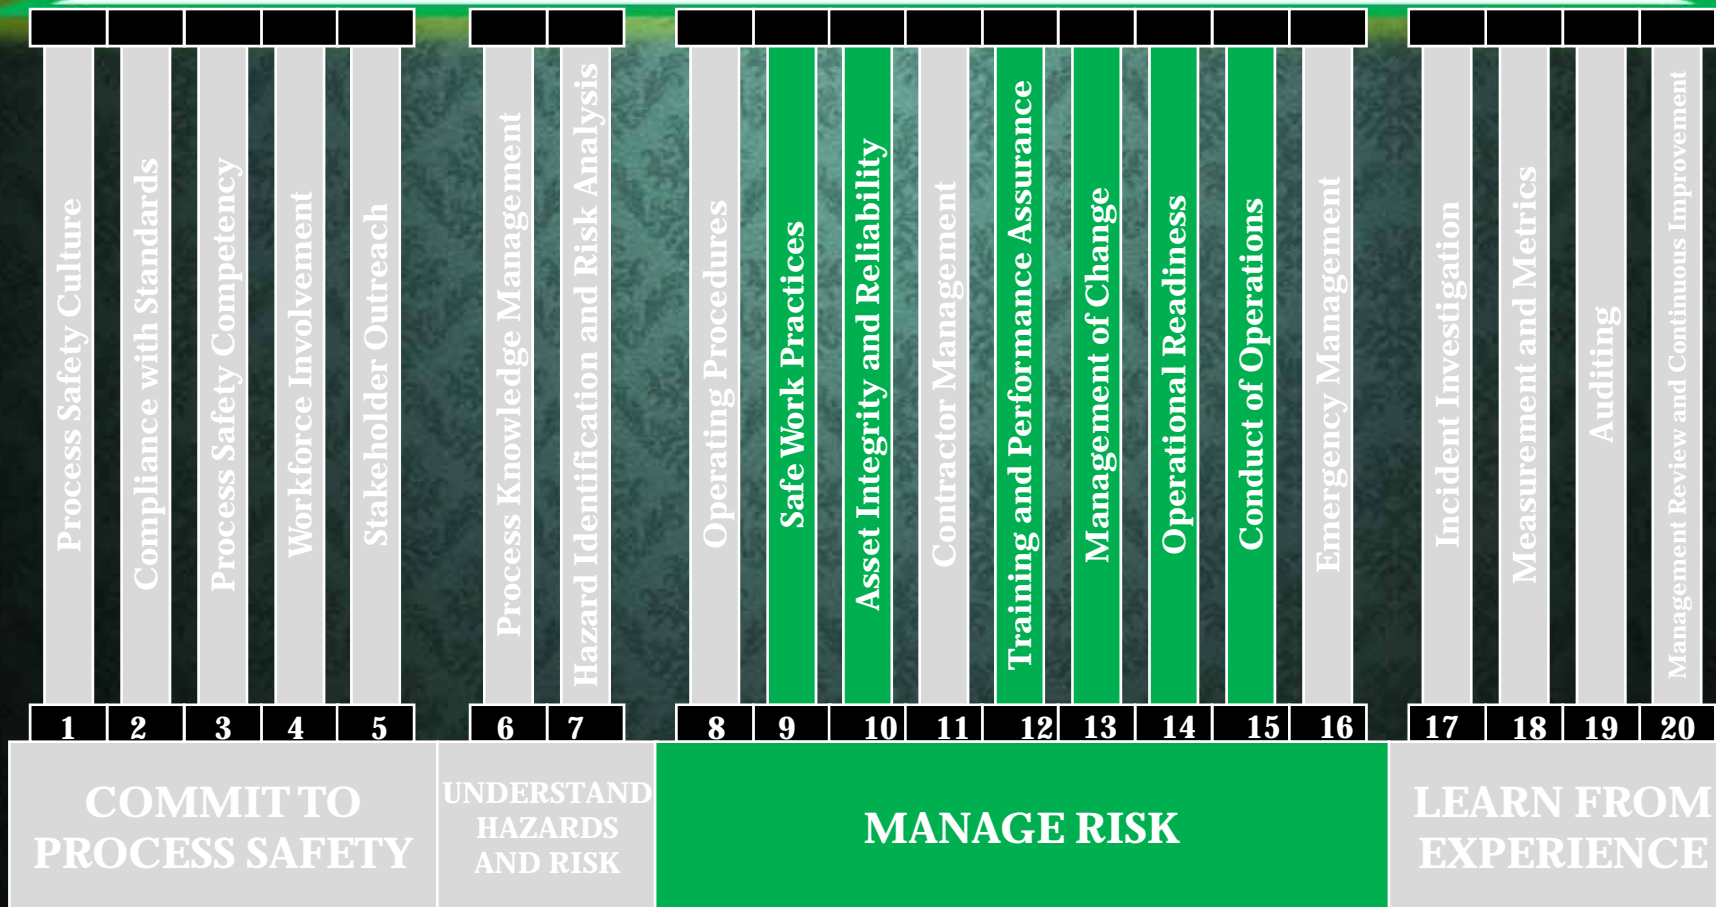 Process Safety Culture
Compliance with Standards
Process Safety Competency
Workforce Involvement
Stakeholder Outreach
Process Knowledge Management
Hazard Identification and Risk Analysis
Operating Procedures
Safe Work Practices
Asset Integrity and Reliability
Contractor Management
Training and Performance Assurance
Management of Change
Operational Readiness
Conduct of Operations
Emergency Management
Incident Investigation
Measurement and Metrics
Auditing
Management Review and Continuous Improvement
1 2 3 4 5 6 7 8 9 10 11 12 13 14 15 16 17 18 19 20
COMMIT TO
PROCESS SAFETY
UNDERSTAND
HAZARDS
AND RISK
MANAGE RISK
LEARN FROM
EXPERIENCE